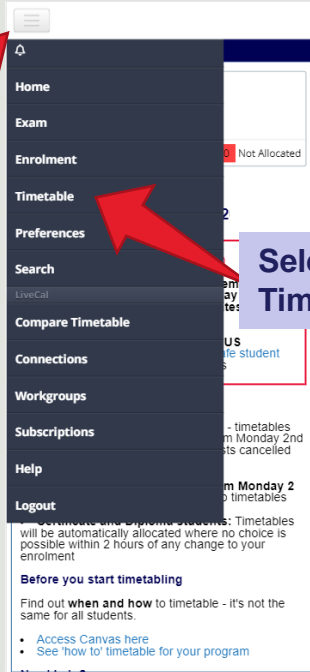 Home
0 Not Allocated
Exam
Enrolment
Timetable
2
Preferences
Search
LiveCal
Compare Timetable
US
fe student
s
Connections
Workgroups
Subscriptions
- timetables
m Monday 2nd
sts cancelled
Help
m Monday 2
timetables
Logout
Certificate and Diploma students: Timetables
will be automatically allocated where no choice is
possible within 2 hours of any change to your
enrolment
Before you start timetabling
Find out when and how to timetable - it's not the
same for all students.
• Access Canvas here
• See 'how to' timetable for your program